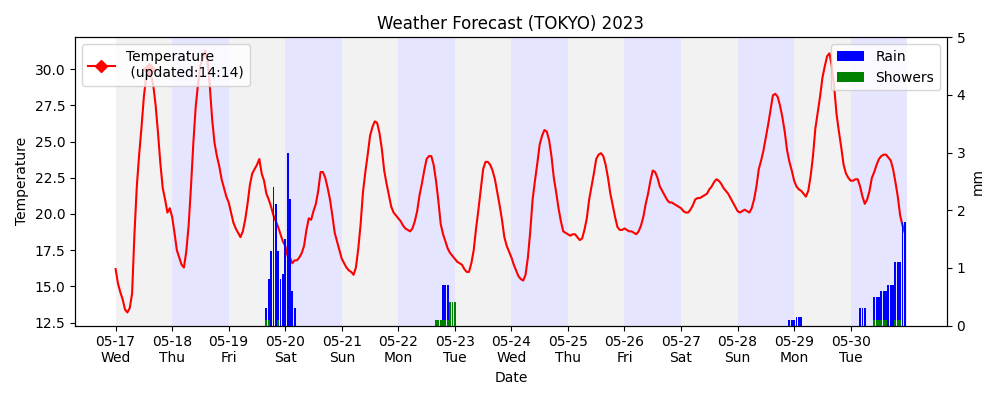 Weather Forecast (TOKYO) 2023
Temperature
(updated:14:14)
Rain
Showers
30.0
27.5
25.0
22.5
20.0
17.5
15.0
12.5
Temperature
5
4
3
2
1
0
mm
05-17 05-18 05-19 05-20 05-21 05-22 05-23 05-24 05-25 05-26 05-27 05-28 05-29 05-30
Wed Thu Fri Sat Sun Mon Tue Wed Thu Fri Sat Sun Mon Tue
Date